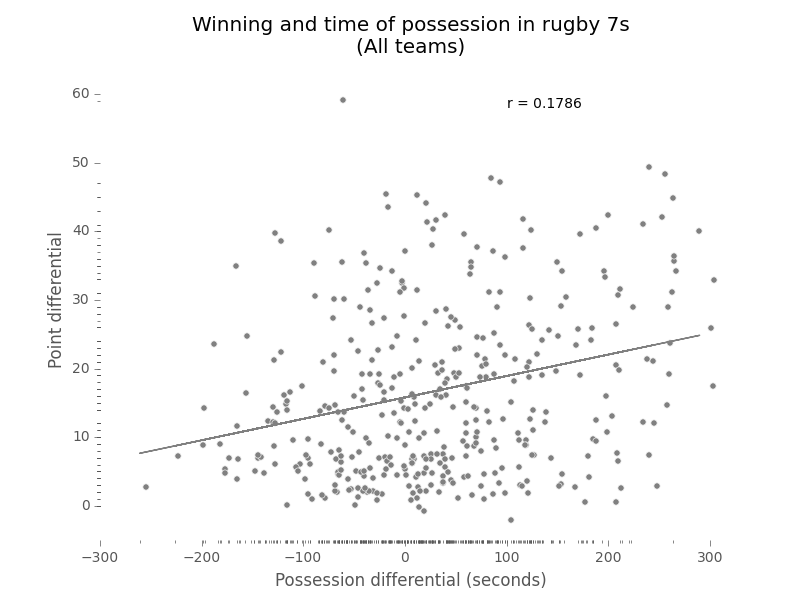 Winning and time of possession in rugby 7s
(All teams)
r = 0.1786
60
50
40
30
20
10
0
Point differential
−300
−200
−100
0
100
200
300
Possession differential (seconds)